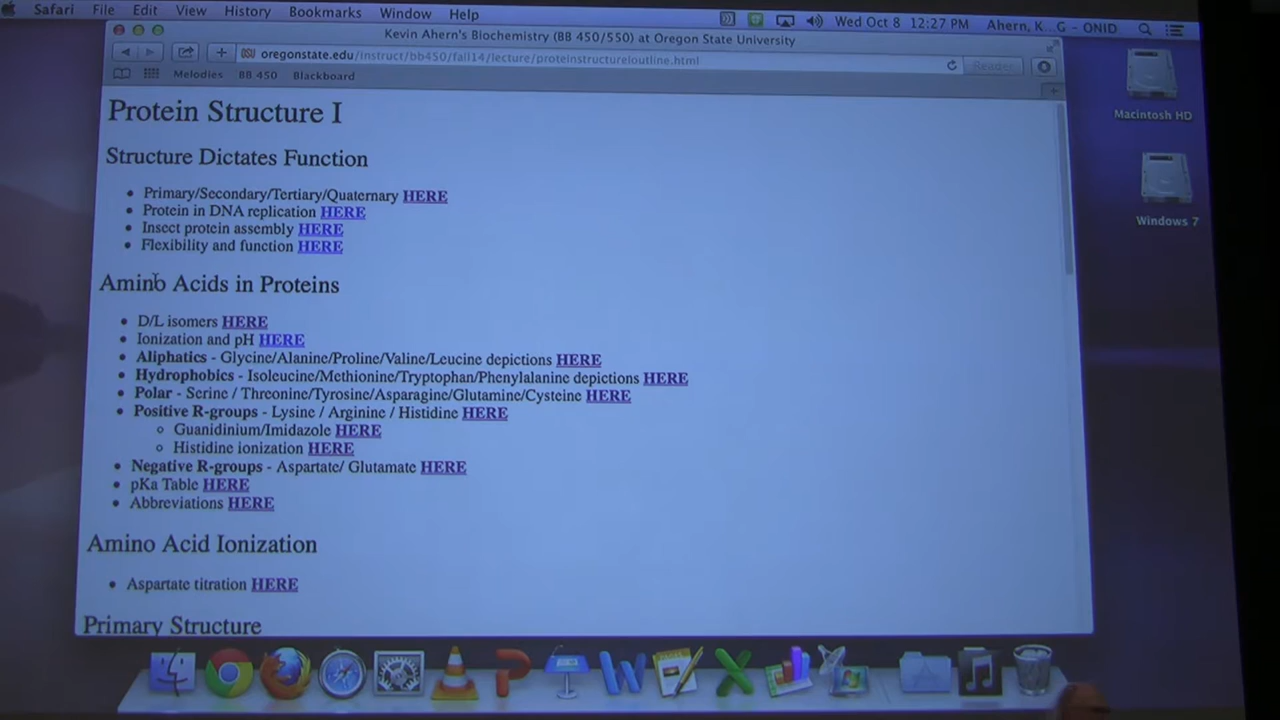 Safari File Edit View History Bookmarks Window Help Wed Oct 8 12:27 PM Ahern, K...G - ONID
Kevin Ahern's Biochemistry (BB 450/550) at Oregon State University
oregonstate.edu/instruct/bb450/fall14/lecture/proteinstructureIoutline.html Reader
Melodies BB 450 Blackboard
Macintosh HD
Windows 7
Protein Structure I
Structure Dictates Function
• Primary/Secondary/Tertiary/Quaternary HERE
• Protein in DNA replication HERE
• Insect protein assembly HERE
• Flexibility and function HERE
Amino Acids in Proteins
• D/L isomers HERE
• Ionization and pH HERE
• Aliphatics - Glycine/Alanine/Proline/Valine/Leucine depictions HERE
• Hydrophobics - Isoleucine/Methionine/Tryptophan/Phenylalanine depictions HERE
• Polar - Serine / Threonine/Tyrosine/Asparagine/Glutamine/Cysteine HERE
• Positive R-groups - Lysine / Arginine / Histidine HERE
○ Guanidinium/Imidazole HERE
○ Histidine ionization HERE
• Negative R-groups - Aspartate/ Glutamate HERE
• pKa Table HERE
• Abbreviations HERE
Amino Acid Ionization
• Aspartate titration HERE
Primary Structure